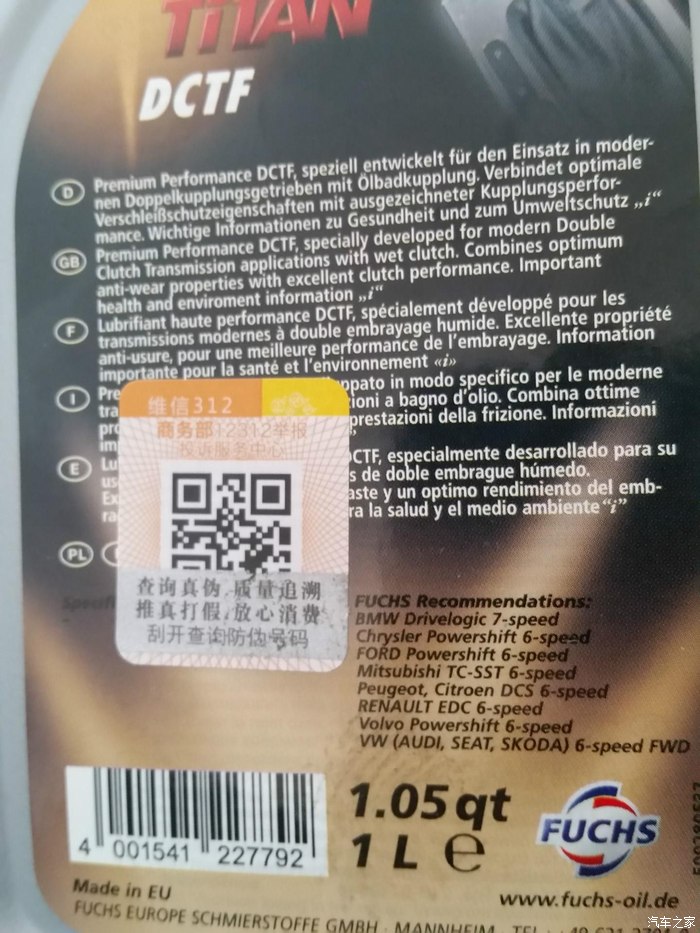 TITAN
DCTF
D
Premium Performance DCTF, speziell entwickelt für den Einsatz in moder-
nen Doppelkupplungsgetrieben mit Ölbadkupplung. Verbindet optimale
Verschleißschutzeigenschaften mit ausgezeichneter Kupplungsperfor-
mance. Wichtige Informationen zu Gesundheit und zum Umweltschutz „i“
GB
Premium Performance DCTF, specially developed for modern Double
Clutch Transmission applications with wet clutch. Combines optimum
anti-wear properties with excellent clutch performance. Important
health and enviroment information „i“
F
Lubrifiant haute performance DCTF, spécialement développé pour les
transmissions modernes à double embrayage humide. Excellente propriété
anti-usure, pour une meilleure performance de l'embrayage. Information
importante pour la santé et l'environnement «i»
I
Pre ppato in modo specifico per le moderne
tra ioni a bagno d'olio. Combina ottime
pro prestazioni della frizione. Informazioni
im
E
Lu DCTF, especialmente desarrollado para su
us s de doble embrague húmedo.
Ex aste y un optimo rendimiento del emb-
ra ra la salud y el medio ambiente“i”
PL
维信312
商务部12312举报
投诉服务中心
查询真伪 质量追溯
推真打假 放心消费
刮开查询防伪号码
FUCHS Recommendations:
BMW Drivelogic 7-speed
Chrysler Powershift 6-speed
FORD Powershift 6-speed
Mitsubishi TC-SST 6-speed
Peugeot, Citroen DCS 6-speed
RENAULT EDC 6-speed
Volvo Powershift 6-speed
VW (AUDI, SEAT, SKODA) 6-speed FWD
4 001541 227792
1.05 qt
1 L e
FUCHS
Made in EU
www.fuchs-oil.de
FUCHS EUROPE SCHMIERSTOFFE GMBH · MANNHEIM
汽车之家